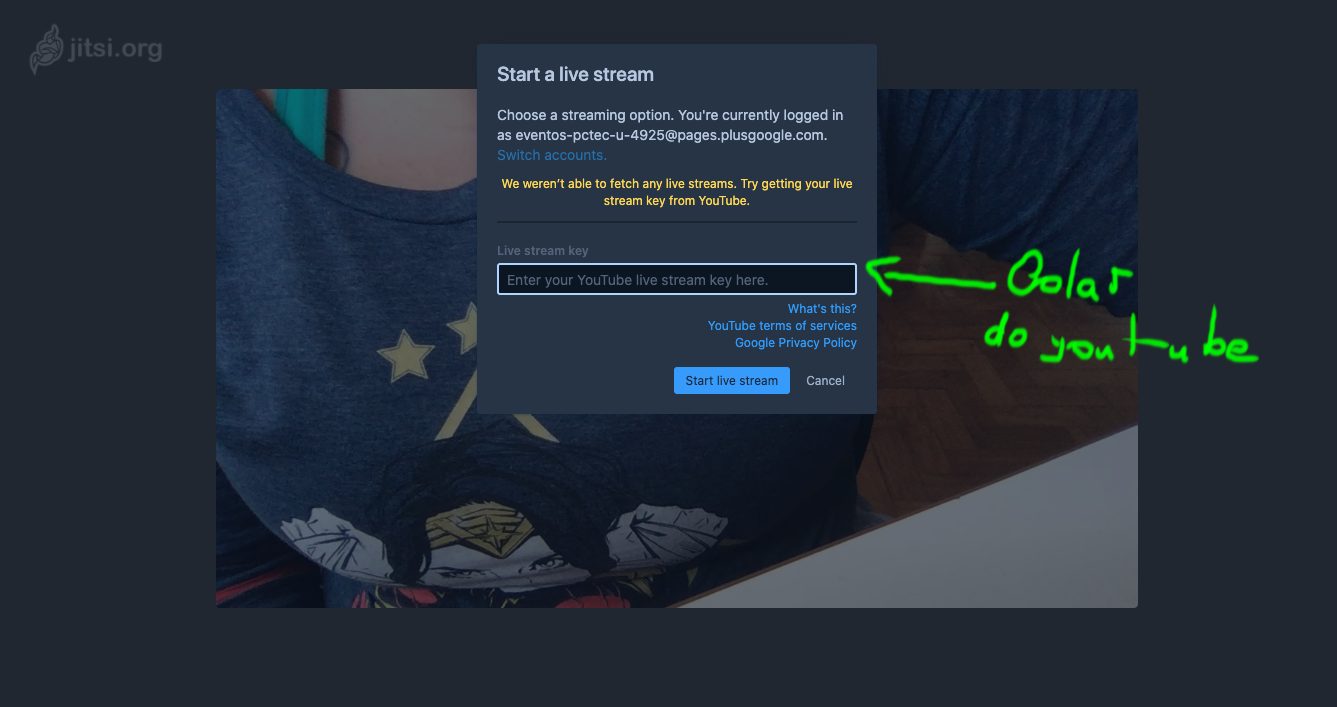 jitsi.org
Start a live stream
Choose a streaming option. You're currently logged in
as eventos-pctec-u-4925@pages.plusgoogle.com.
Switch accounts.
We weren't able to fetch any live streams. Try getting your live
stream key from YouTube.
Live stream key
Enter your YouTube live stream key here.
What's this?
YouTube terms of services
Google Privacy Policy
Start live stream
Cancel
Colar
do youtube